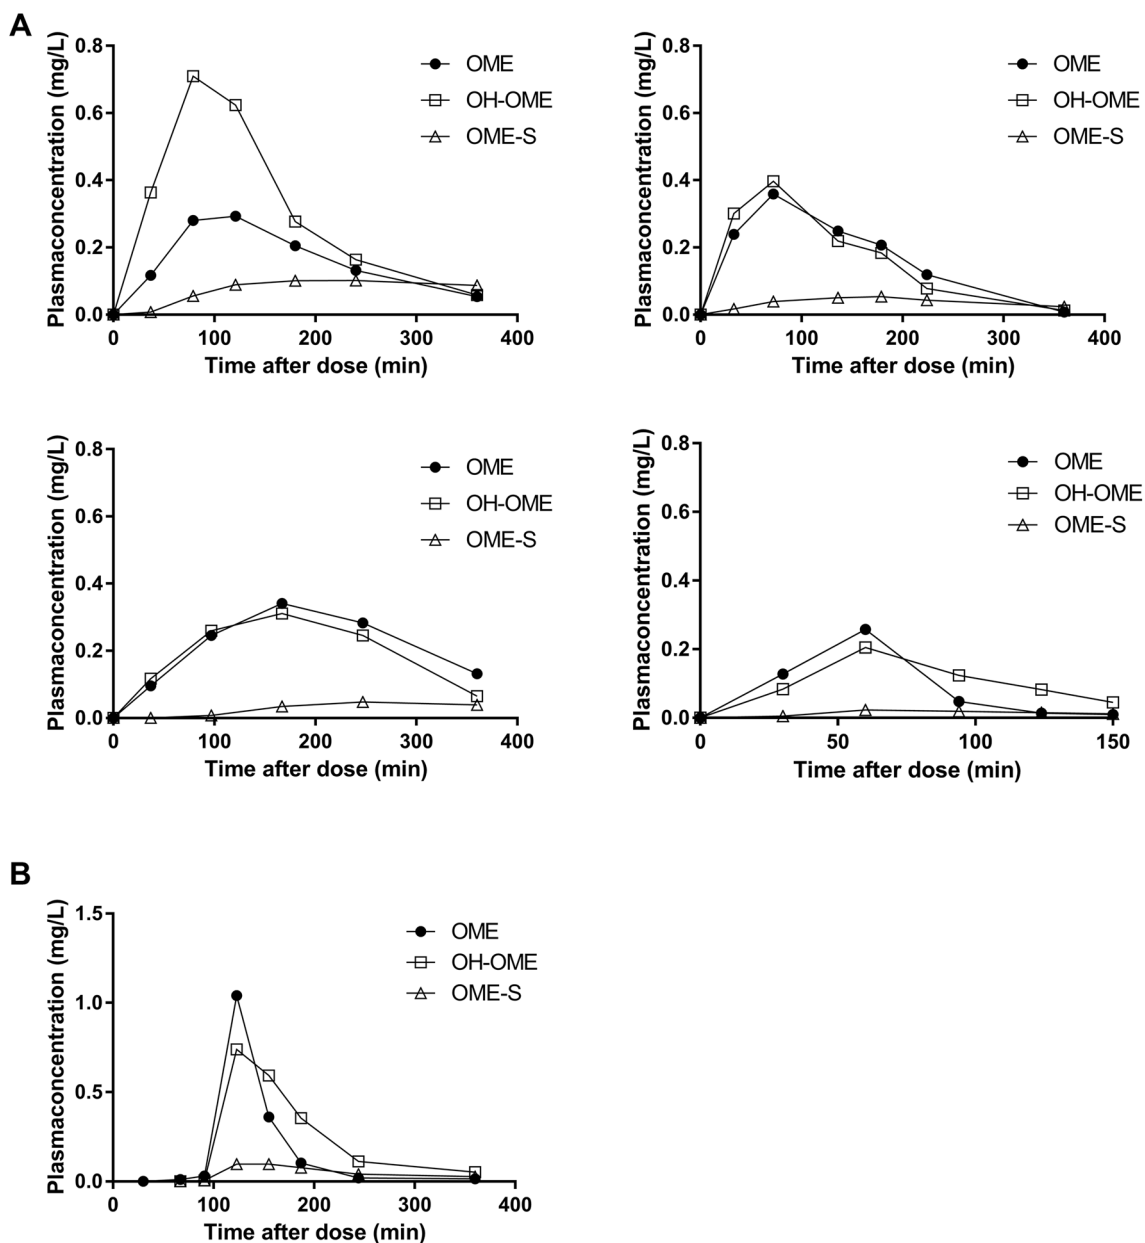 A
Plasmaconcentration (mg/L)
0.8
0.6
0.4
0.2
0.0
0 100 200 300 400
Time after dose (min)
OME
OH-OME
OME-S
Plasmaconcentration (mg/L)
0.8
0.6
0.4
0.2
0.0
0 100 200 300 400
Time after dose (min)
OME
OH-OME
OME-S
Plasmaconcentration (mg/L)
0.8
0.6
0.4
0.2
0.0
0 100 200 300 400
Time after dose (min)
OME
OH-OME
OME-S
Plasmaconcentration (mg/L)
0.8
0.6
0.4
0.2
0.0
0 50 100 150
Time after dose (min)
OME
OH-OME
OME-S
B
Plasmaconcentration (mg/L)
1.5
1.0
0.5
0.0
0 100 200 300 400
Time after dose (min)
OME
OH-OME
OME-S